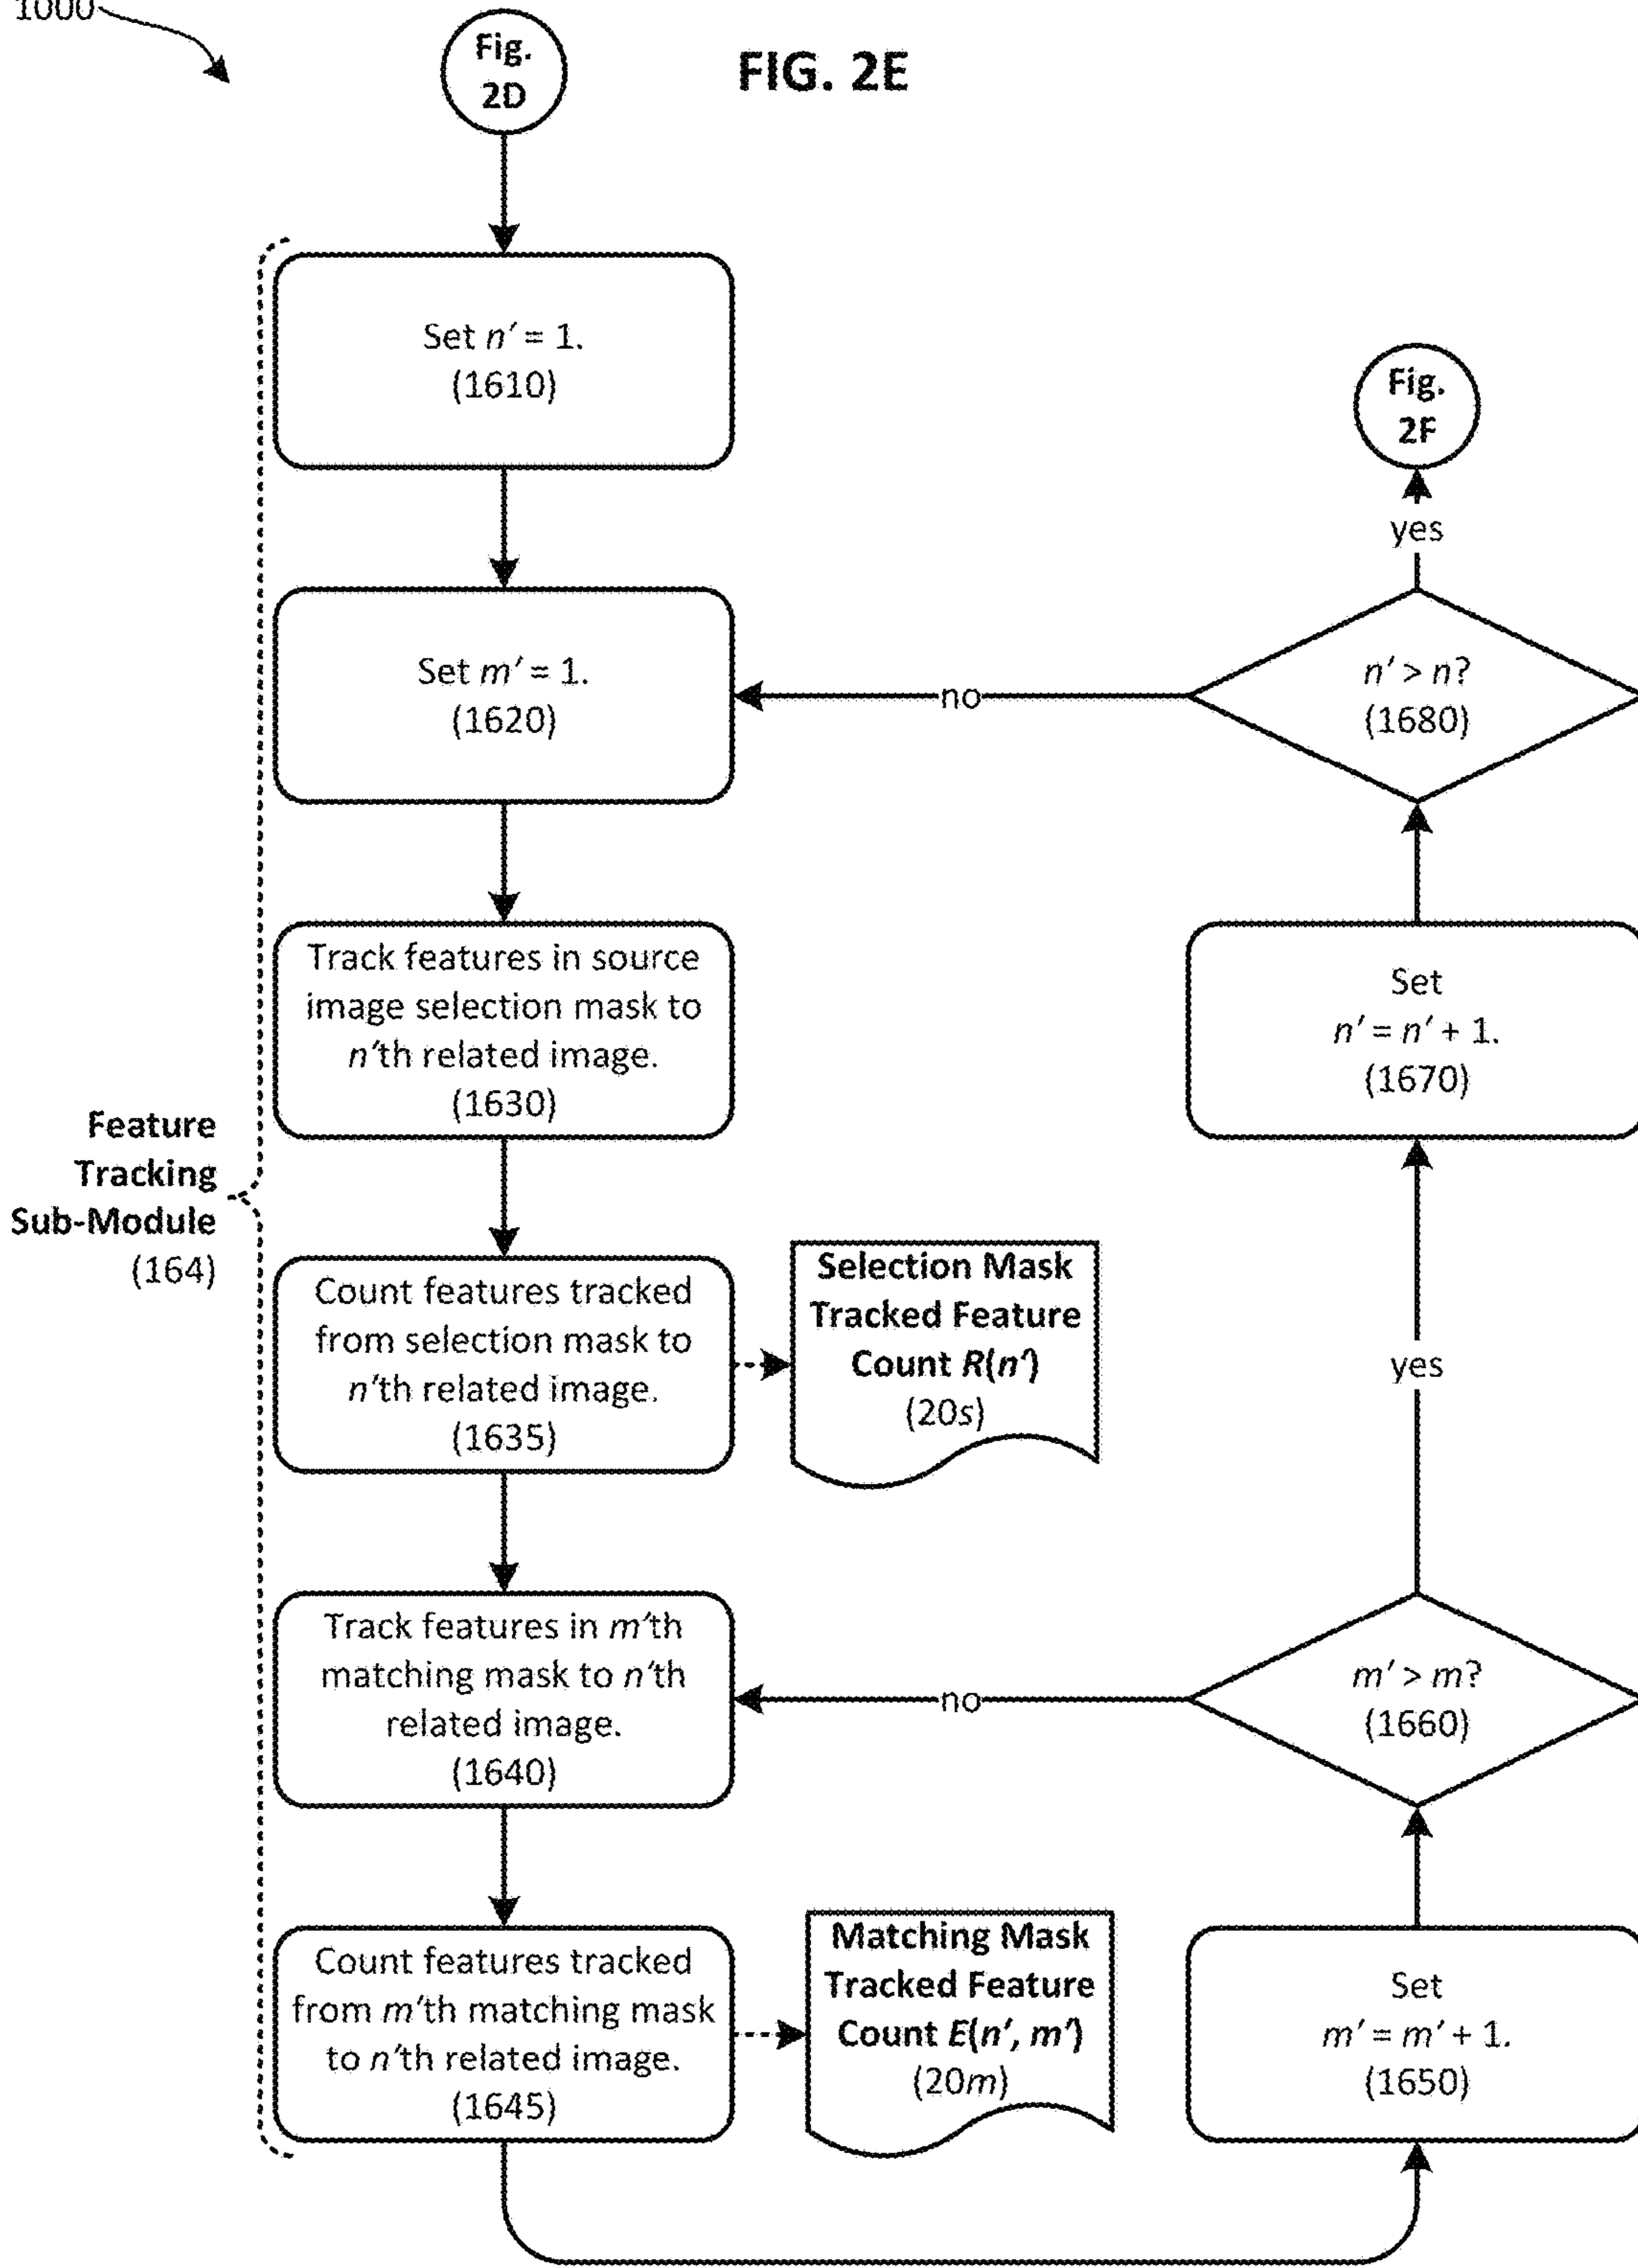 1000
Fig.
2D
FIG. 2E
Set n′ = 1.
(1610)
Fig.
2F
yes
Set m′ = 1.
(1620)
no
n′ > n?
(1680)
Track features in source
image selection mask to
n′th related image.
(1630)
Set
n′ = n′ + 1.
(1670)
Feature
Tracking
Sub-Module
(164)
Count features tracked
from selection mask to
n′th related image.
(1635)
Selection Mask
Tracked Feature
Count R(n′)
(20s)
yes
Track features in m′th
matching mask to n′th
related image.
(1640)
no
m′ > m?
(1660)
Count features tracked
from m′th matching mask
to n′th related image.
(1645)
Matching Mask
Tracked Feature
Count E(n′, m′)
(20m)
Set
m′ = m′ + 1.
(1650)